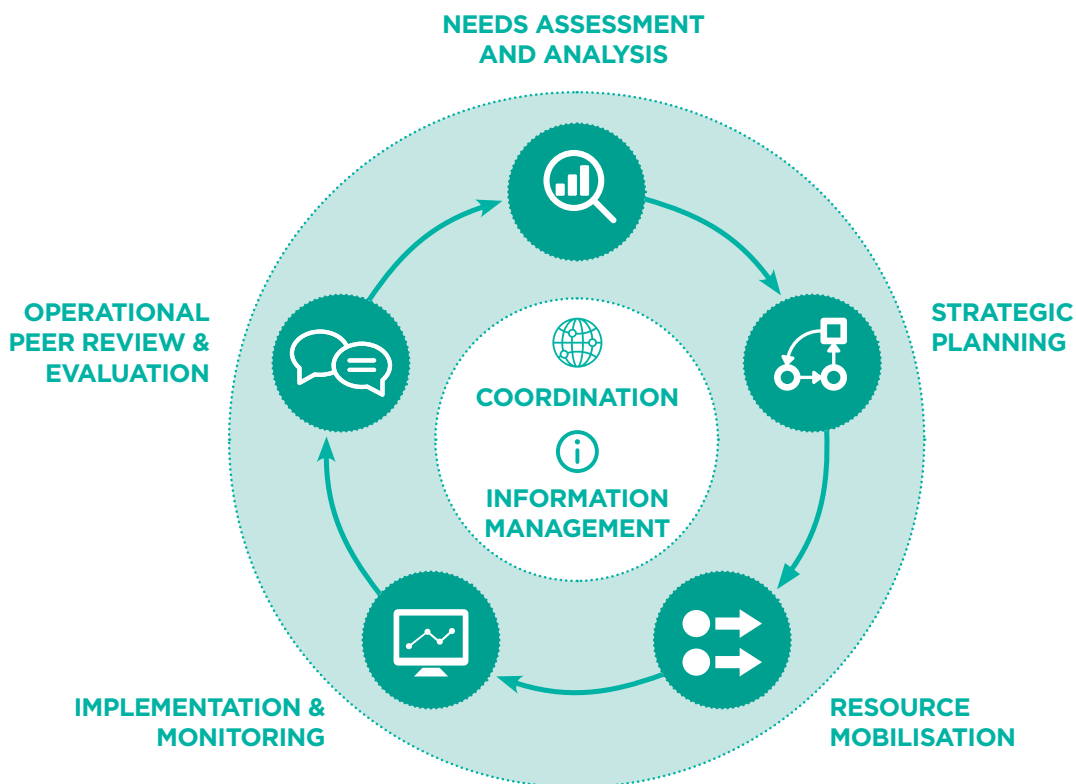 NEEDS ASSESSMENT
AND ANALYSIS
STRATEGIC
PLANNING
RESOURCE
MOBILISATION
IMPLEMENTATION &
MONITORING
OPERATIONAL
PEER REVIEW &
EVALUATION
COORDINATION
i
INFORMATION
MANAGEMENT